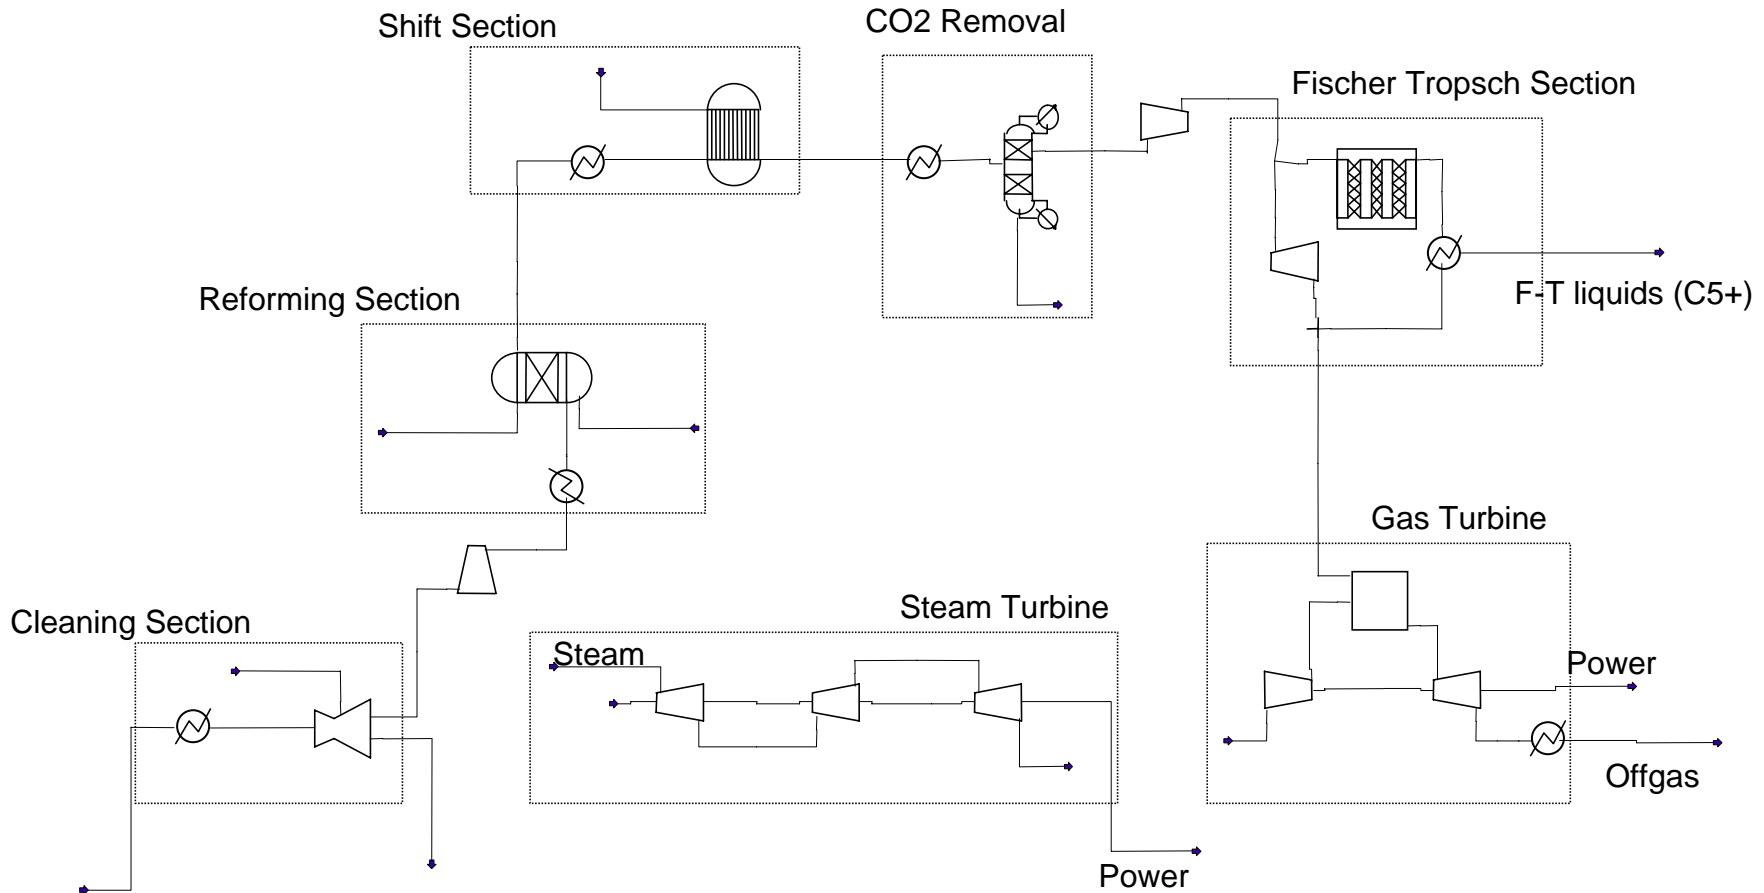 CO2 Removal
Shift Section
Fischer Tropsch Section
F-T liquids (C5+)
Reforming Section
Gas Turbine
Steam Turbine
Cleaning Section
Steam
Power
Offgas
Power